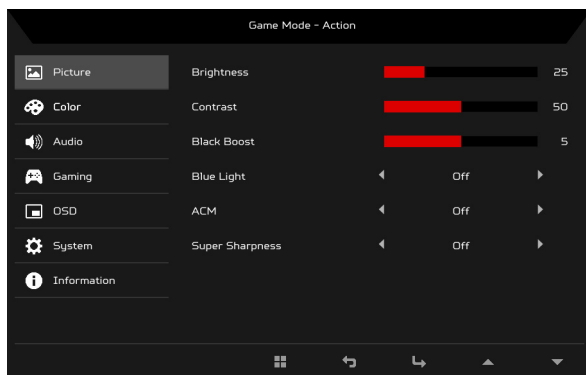 Game Mode - Action
Picture
Brightness 25
Color
Contrast 50
Audio
Black Boost 5
Gaming
Blue Light Off
OSD
ACM Off
System
Super Sharpness Off
Information